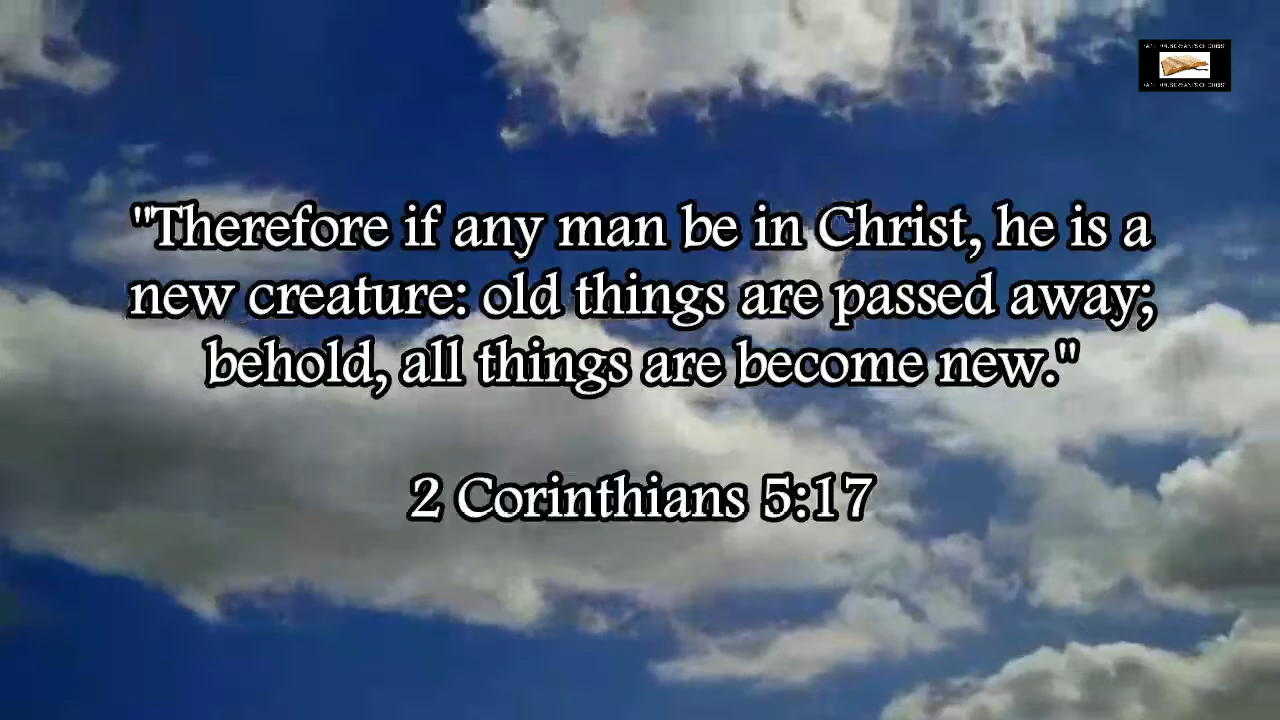 "Therefore if any man be in Christ, he is a
new creature: old things are passed away;
behold, all things are become new."
2 Corinthians 5:17